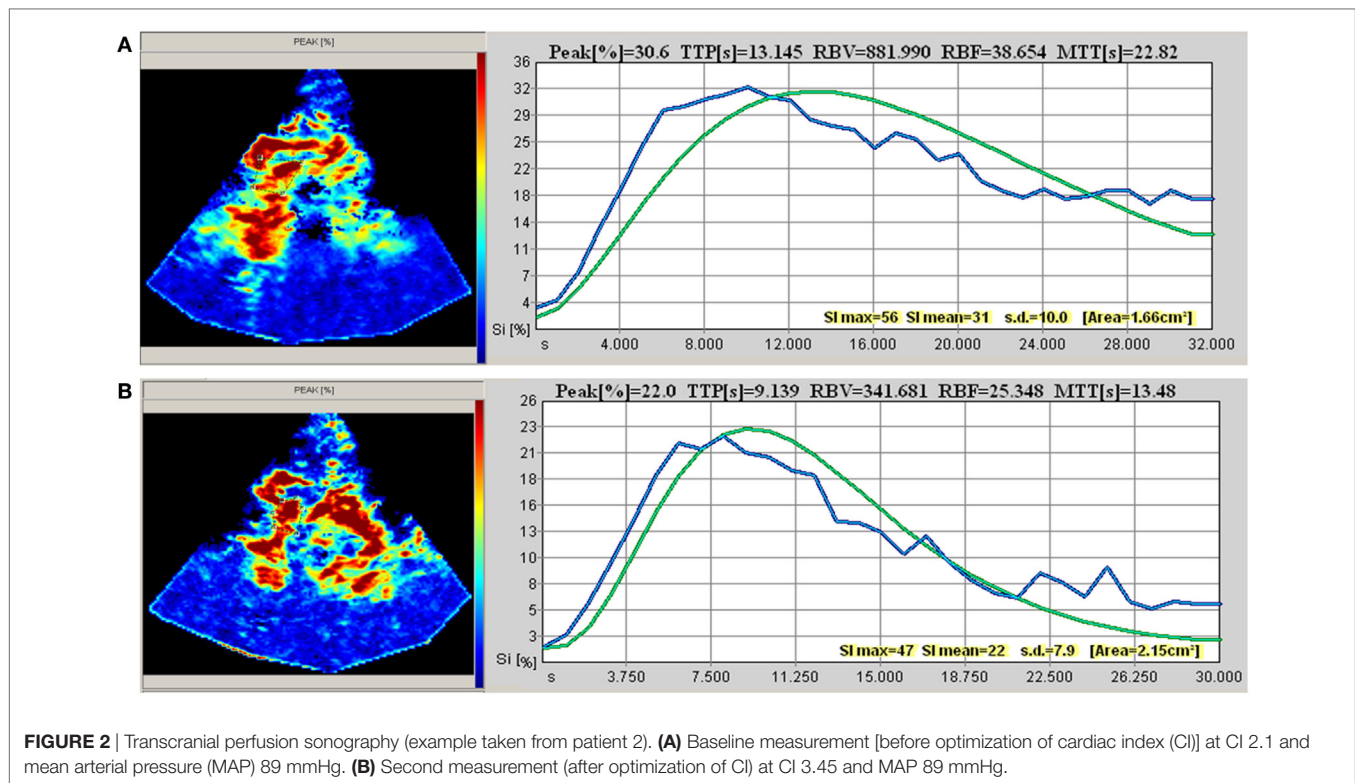 A
PEAK [%]
Peak[%]=30.6 TTP[s]=13.145 RBV=881.990 RBF=38.654 MTT[s]=22.82
36
32
29
25
22
18
14
11
7
4
Si [%]
SI max=56 SI mean=31 s.d.=10.0 [Area=1.66cm²]
s 4.000 8.000 12.000 16.000 20.000 24.000 28.000 32.000
B
PEAK [%]
Peak[%]=22.0 TTP[s]=9.139 RBV=341.681 RBF=25.348 MTT[s]=13.48
26
23
21
18
16
13
10
8
5
3
Si [%]
SI max=47 SI mean=22 s.d.=7.9 [Area=2.15cm²]
s 3.750 7.500 11.250 15.000 18.750 22.500 26.250 30.000
FIGURE 2 | Transcranial perfusion sonography (example taken from patient 2). (A) Baseline measurement [before optimization of cardiac index (CI)] at CI 2.1 and
mean arterial pressure (MAP) 89 mmHg. (B) Second measurement (after optimization of CI) at CI 3.45 and MAP 89 mmHg.